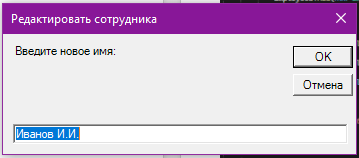 Редактировать сотрудника
Введите новое имя:
OK
Отмена
Иванов И.И.